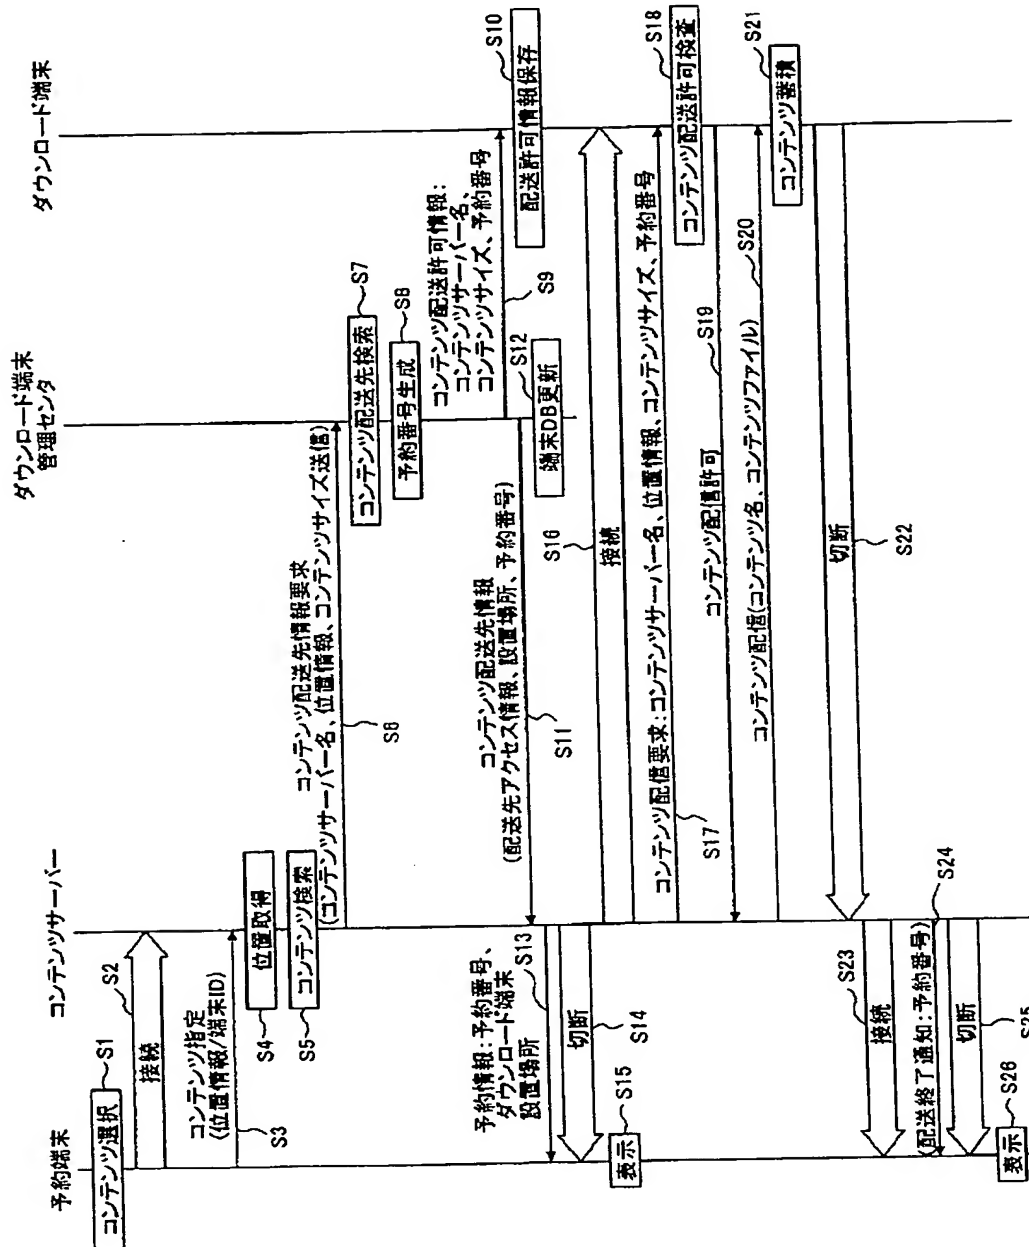 予約端末
コンテンツサーバー
ダウンロード端末
管理センタ
ダウンロード端末
コンテンツ選択
S1
S2
接続
コンテンツ指定
(位置情報/端末ID)
S3
位置取得
S4
コンテンツ検索
S5
コンテンツ配送先情報要求
(コンテンツサーバー名、位置情報、コンテンツサイズ送信)
S6
コンテンツ配送先検索
S7
予約番号生成
S8
コンテンツ配送許可情報:
コンテンツサーバー名、
コンテンツサイズ、予約番号
S9
配送許可情報保存
S10
コンテンツ配送先情報
(配送先アクセス情報、設置場所、予約番号)
S11
S12
端末DB更新
予約情報:予約番号、
ダウンロード端末
設置場所
S13
切断
S14
表示
S15
S16
接続
コンテンツ配信要求:コンテンツサーバー名、位置情報、コンテンツサイズ、予約番号
S17
コンテンツ配送許可検査
S18
コンテンツ配信許可
S19
コンテンツ配信(コンテンツ名、コンテンツファイル)
S20
コンテンツ蓄積
S21
切断
S22
S23
接続
(配送終了通知:予約番号)
S24
切断
S25
表示
S26